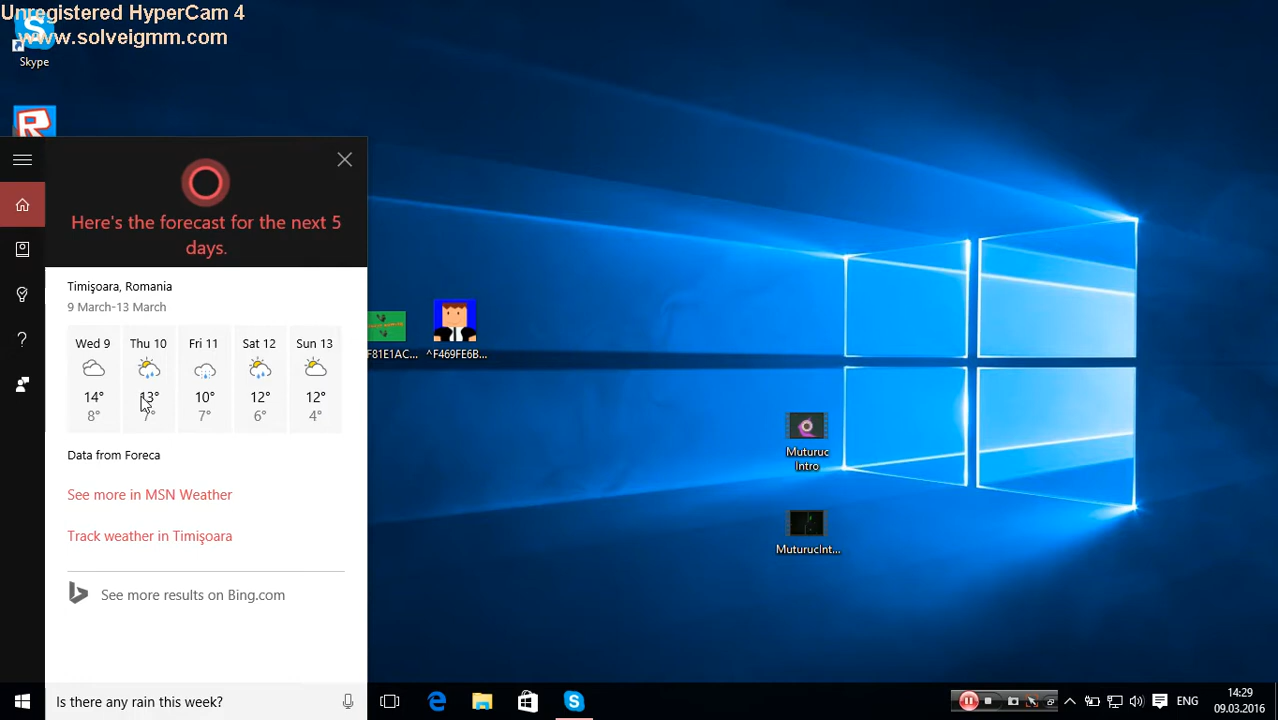 Unregistered HyperCam 4
www.solveigmm.com
Skype
Here's the forecast for the next 5
days.
Timişoara, Romania
9 March-13 March
Wed 9 Thu 10 Fri 11 Sat 12 Sun 13
14° 13° 10° 12° 12°
8° 7° 7° 6° 4°
Data from Foreca
See more in MSN Weather
Track weather in Timişoara
See more results on Bing.com
Is there any rain this week?
F81E1AC... ^F469FE6B...
Muturuc
Intro
MuturucInt...
ENG
14:29
09.03.2016